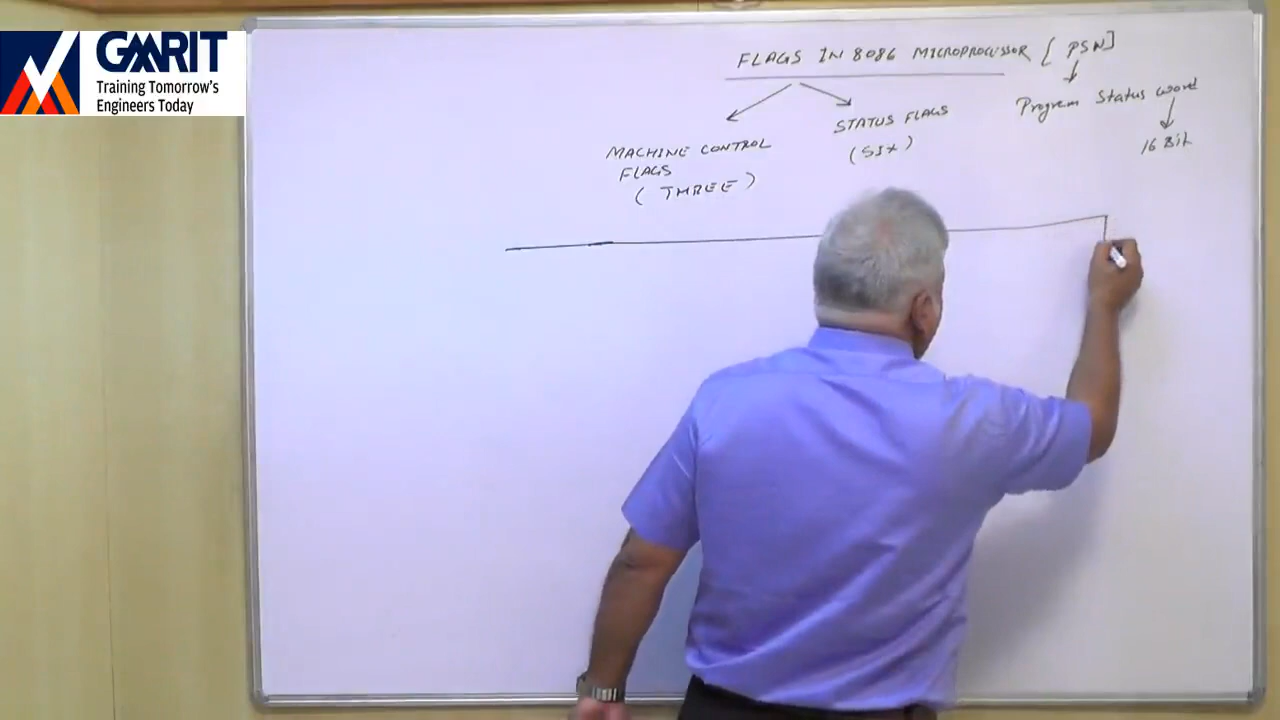 GMRIT
Training Tomorrow's
Engineers Today
FLAGS IN 8086 MICROPROCESSOR [PSW]
Program Status word
16 Bit
MACHINE CONTROL
FLAGS
(THREE)
STATUS FLAGS
(SIX)